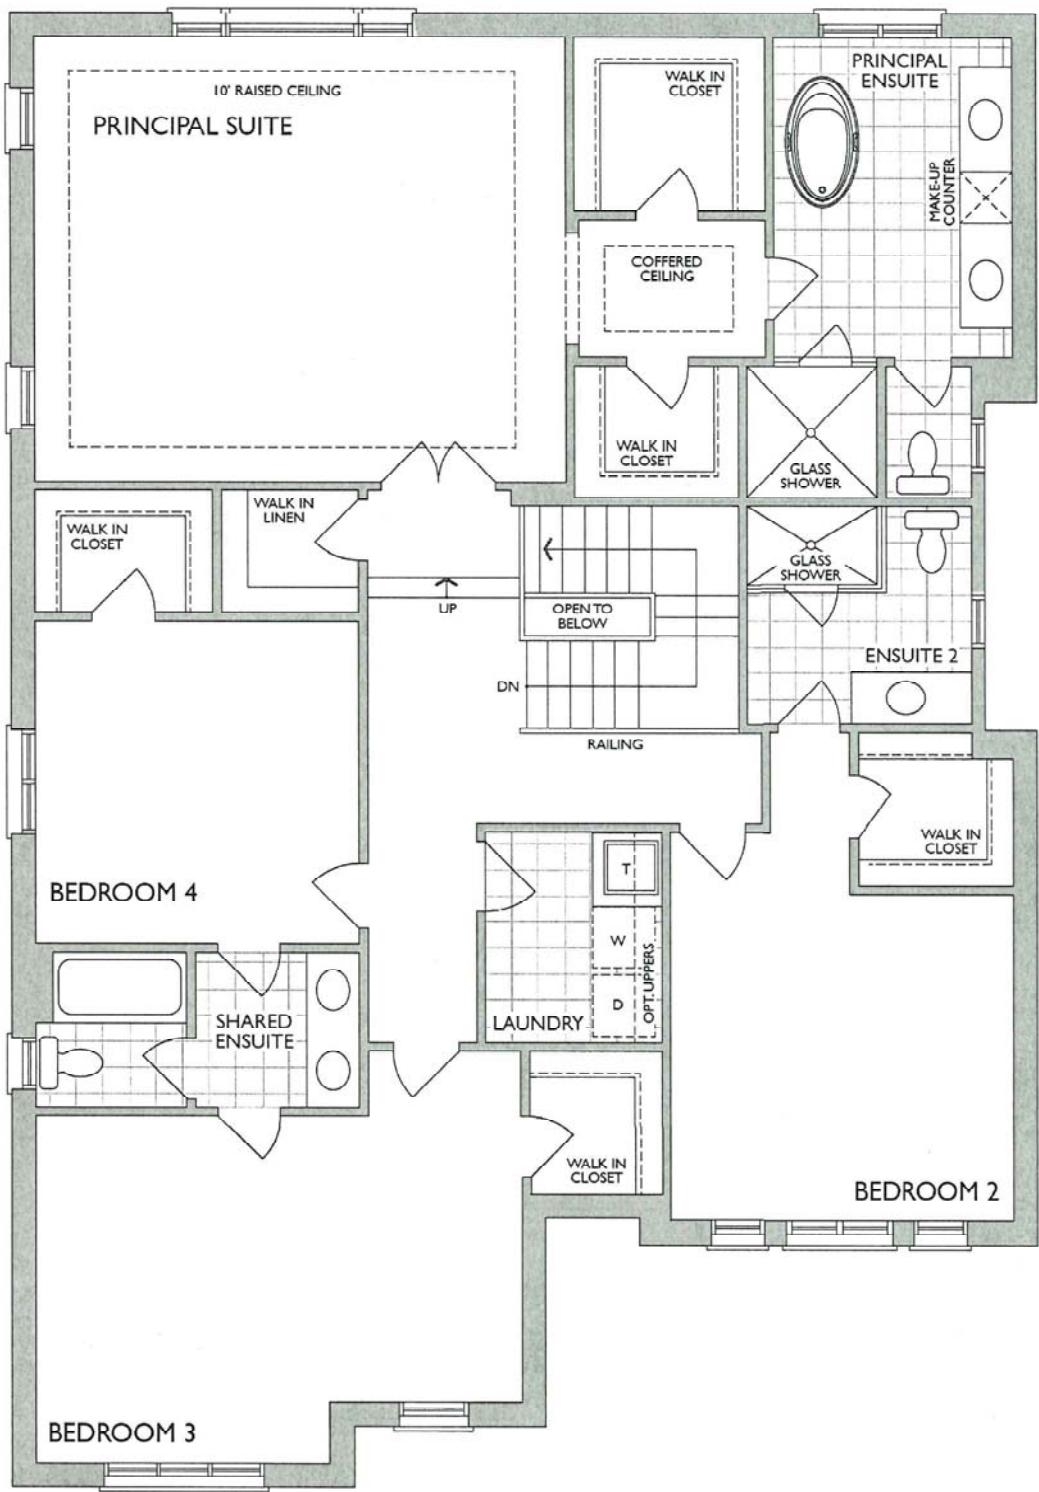 10' RAISED CEILING
PRINCIPAL SUITE
WALK IN
CLOSET
PRINCIPAL
ENSUITE
MAKE-UP
COUNTER
COFFERED
CEILING
WALK IN
CLOSET
GLASS
SHOWER
WALK IN
CLOSET
WALK IN
LINEN
UP
OPEN TO
BELOW
DN
RAILING
GLASS
SHOWER
ENSUITE 2
WALK IN
CLOSET
BEDROOM 4
T
W
D
OPT. UPPERS
LAUNDRY
SHARED
ENSUITE
WALK IN
CLOSET
BEDROOM 2
BEDROOM 3